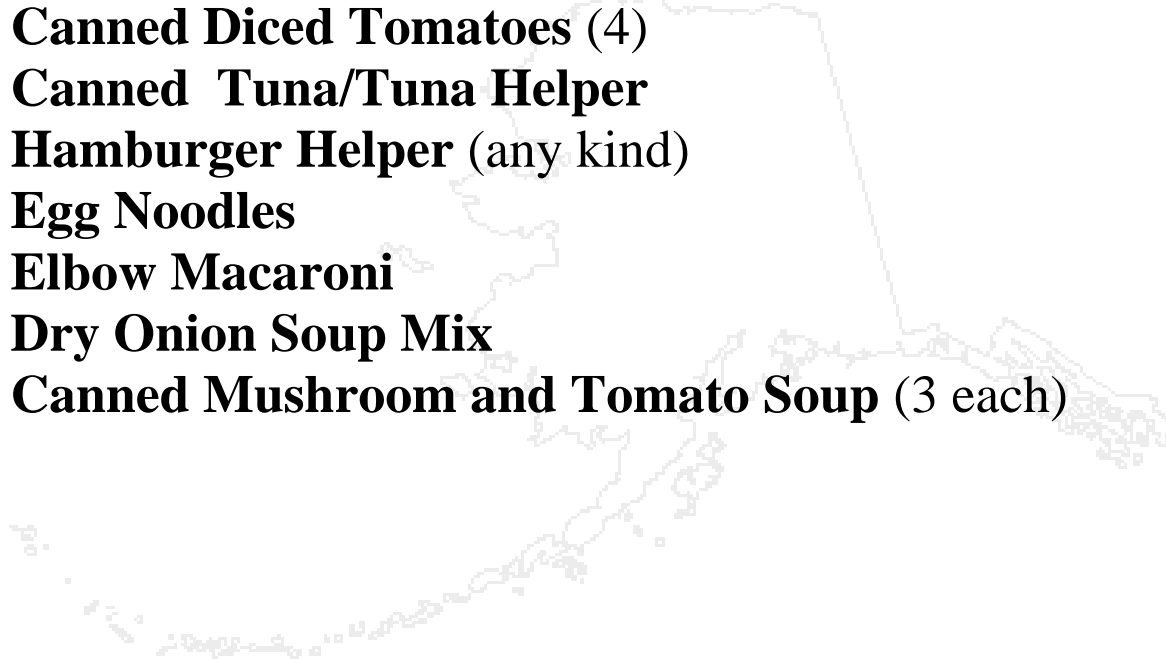 Canned Diced Tomatoes (4)
Canned  Tuna/Tuna Helper
Hamburger Helper (any kind)
Egg Noodles
Elbow Macaroni
Dry Onion Soup Mix
Canned Mushroom and Tomato Soup (3 each)